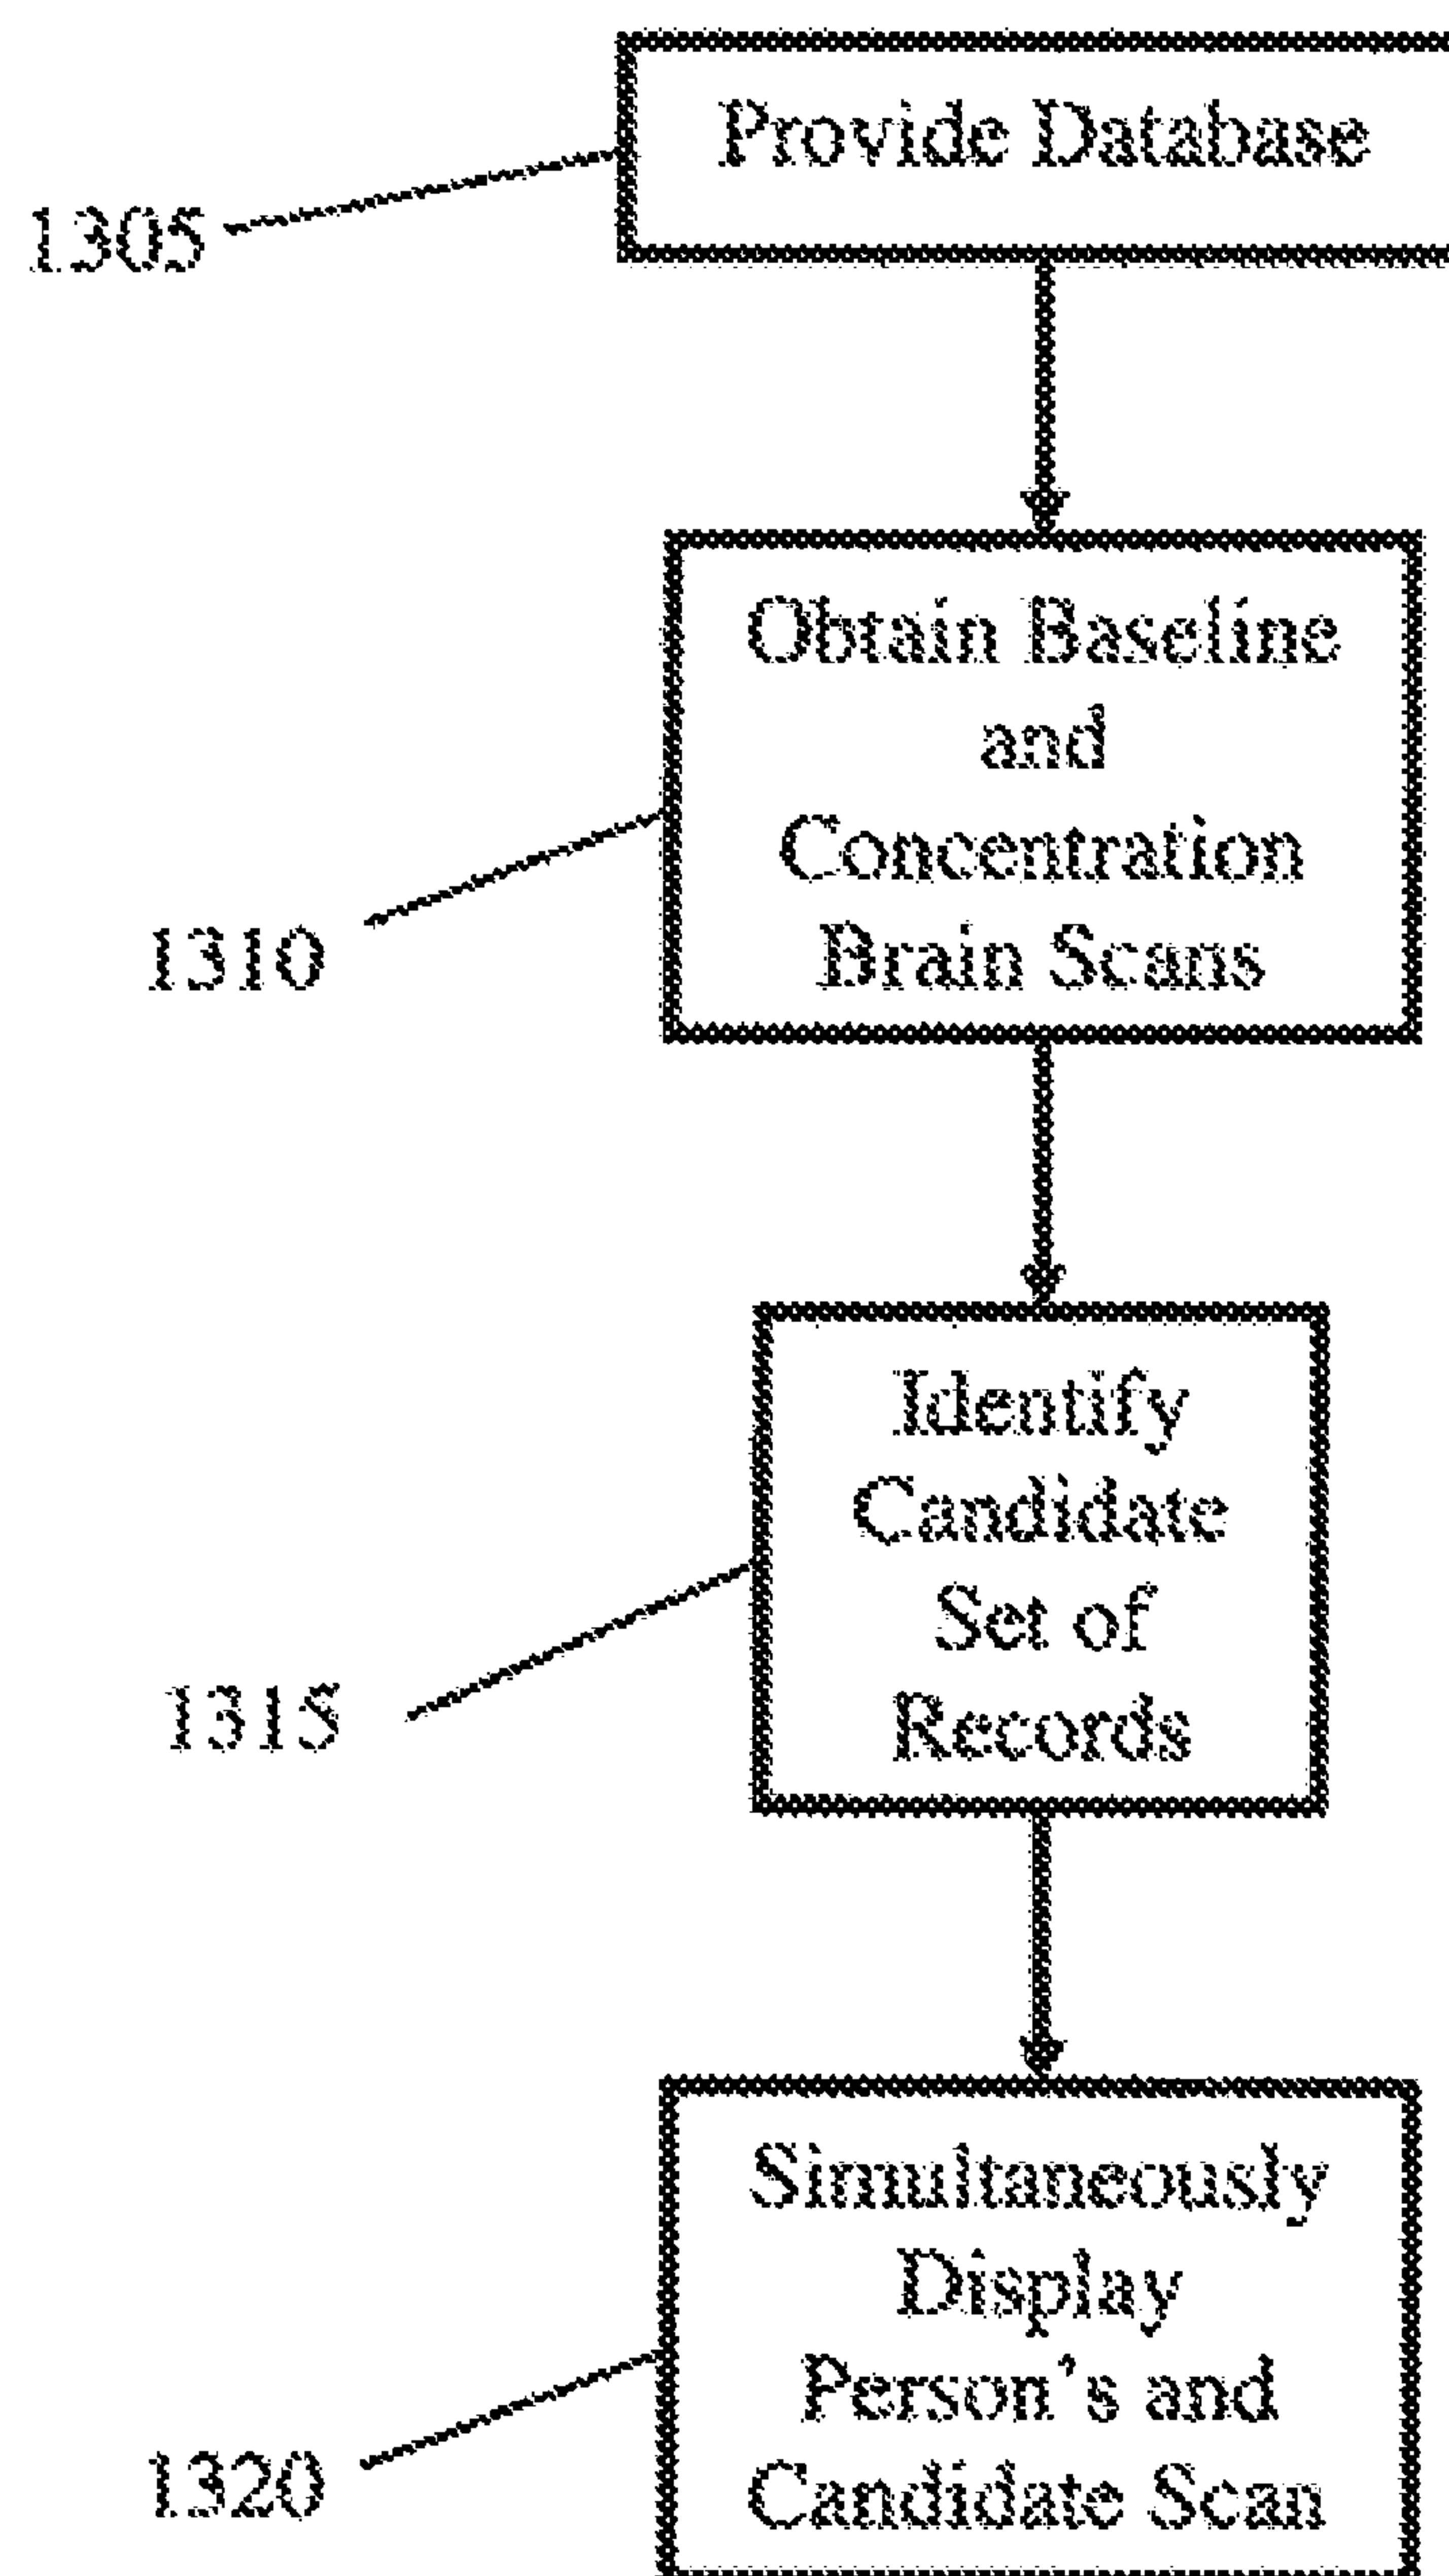 Provide Database
1305
Obtain Baseline
and
Concentration
Brain Scans
1310
Identify
Candidate
Set of
Records
1315
Simultaneously
Display
Person's and
Candidate Scan
1320